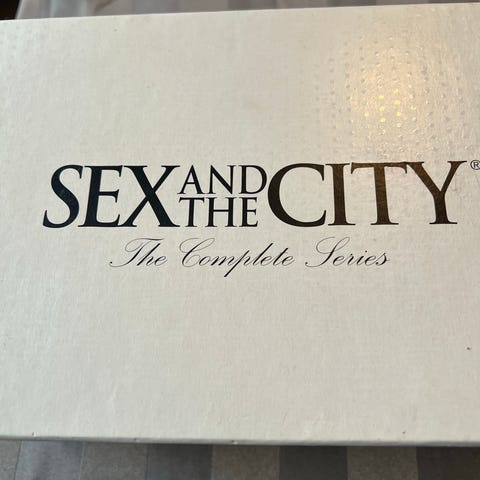 SEX AND THE CITY®
The Complete Series